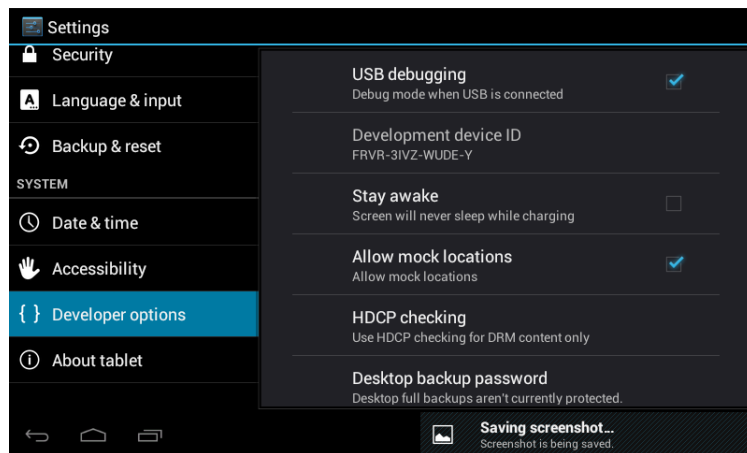 Settings
Security
Language & input
Backup & reset
SYSTEM
Date & time
Accessibility
{ } Developer options
About tablet
USB debugging
Debug mode when USB is connected
Development device ID
FRVR-3IVZ-WUDE-Y
Stay awake
Screen will never sleep while charging
Allow mock locations
Allow mock locations
HDCP checking
Use HDCP checking for DRM content only
Desktop backup password
Desktop full backups aren't currently protected.
Saving screenshot...
Screenshot is being saved.